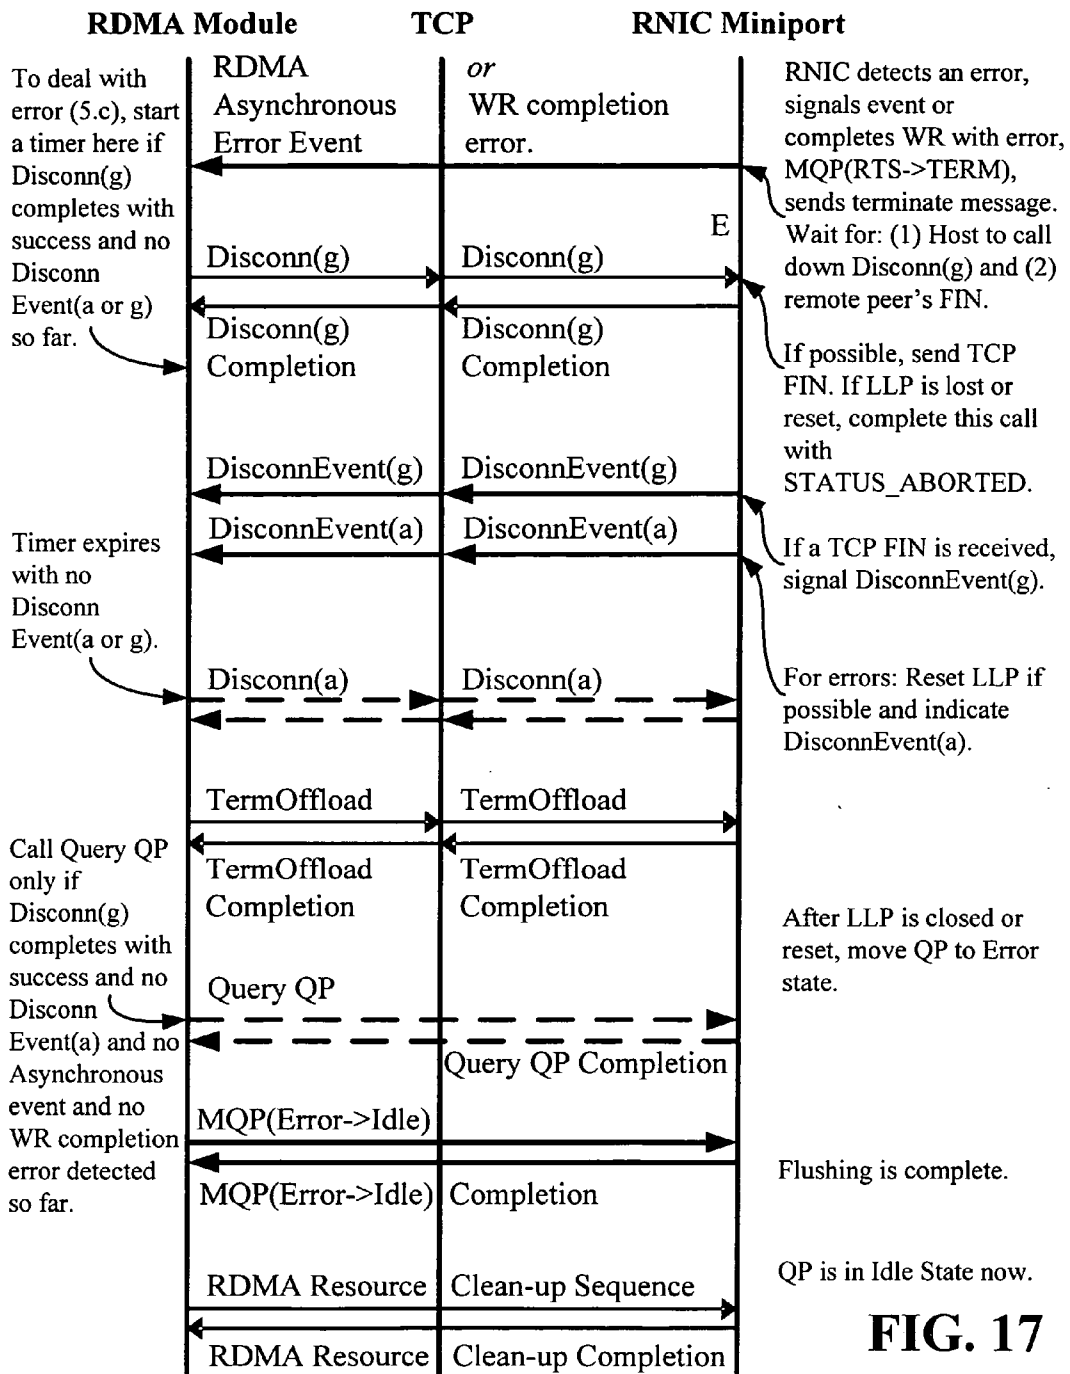 RDMA Module TCP RNIC Miniport
To deal with
error (5.c), start
a timer here if
Disconn(g)
completes with
success and no
Disconn
Event(a or g)
so far.
RDMA
Asynchronous
Error Event
or
WR completion
error.
RNIC detects an error,
signals event or
completes WR with error,
MQP(RTS->TERM),
sends terminate message.
Wait for: (1) Host to call
down Disconn(g) and (2)
remote peer's FIN.
E
Disconn(g) Disconn(g)
Disconn(g) Disconn(g)
Completion Completion
If possible, send TCP
FIN. If LLP is lost or
reset, complete this call
with
STATUS_ABORTED.
DisconnEvent(g) DisconnEvent(g)
DisconnEvent(a) DisconnEvent(a)
If a TCP FIN is received,
signal DisconnEvent(g).
Timer expires
with no
Disconn
Event(a or g).
Disconn(a) Disconn(a)
For errors: Reset LLP if
possible and indicate
DisconnEvent(a).
TermOffload TermOffload
TermOffload TermOffload
Completion Completion
Call Query QP
only if
Disconn(g)
completes with
success and no
Disconn
Event(a) and no
Asynchronous
event and no
WR completion
error detected
so far.
After LLP is closed or
reset, move QP to Error
state.
Query QP
Query QP Completion
MQP(Error->Idle)
MQP(Error->Idle) Completion
Flushing is complete.
QP is in Idle State now.
RDMA Resource Clean-up Sequence
RDMA Resource Clean-up Completion
FIG. 17